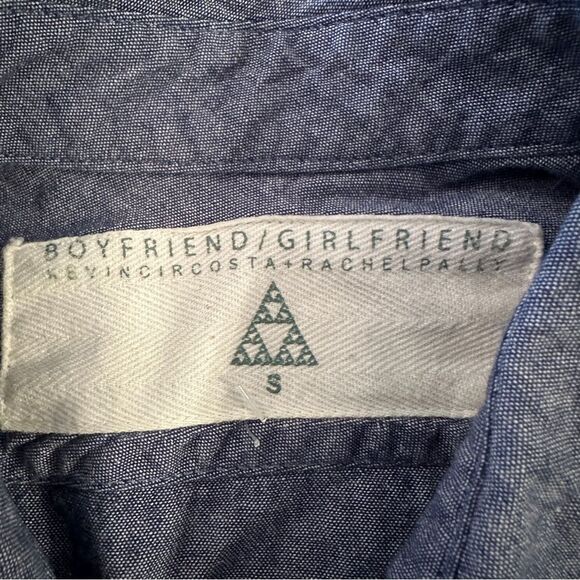 BOYFRIEND/GIRLFRIEND
KEVINCIRCOSTA+RACHELPALLY
S